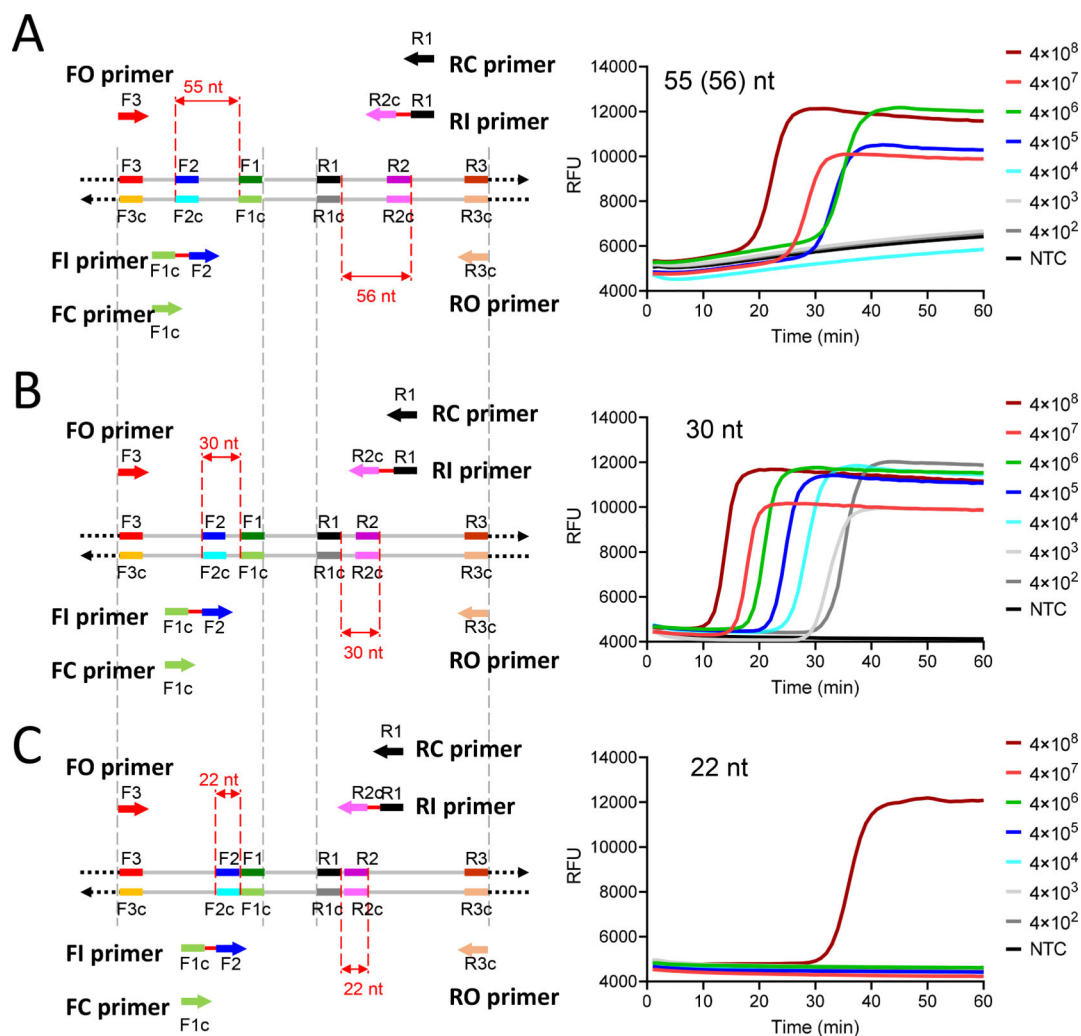 A
R1
RC primer
FO primer
F3
55 nt
R2c R1
RI primer
F3 F2 F1 R1 R2 R3
F3c F2c F1c R1c R2c R3c
FI primer
F1c F2
56 nt
R3c
FC primer
F1c
RO primer
55 (56) nt
14000
12000
10000
8000
6000
4000
RFU
0 10 20 30 40 50 60
Time (min)
4×10⁸
4×10⁷
4×10⁶
4×10⁵
4×10⁴
4×10³
4×10²
NTC
B
R1
RC primer
FO primer
F3
30 nt
R2c R1
RI primer
F3 F2 F1 R1 R2 R3
F3c F2c F1c R1c R2c R3c
FI primer
F1c F2
R3c
30 nt
FC primer
F1c
RO primer
30 nt
14000
12000
10000
8000
6000
4000
RFU
0 10 20 30 40 50 60
Time (min)
4×10⁸
4×10⁷
4×10⁶
4×10⁵
4×10⁴
4×10³
4×10²
NTC
C
R1
RC primer
FO primer
F3
22 nt
R2c R1
RI primer
F3 F2 F1 R1 R2 R3
F3c F2c F1c R1c R2c R3c
FI primer
F1c F2
R3c
22 nt
FC primer
F1c
RO primer
22 nt
14000
12000
10000
8000
6000
4000
RFU
0 10 20 30 40 50 60
Time (min)
4×10⁸
4×10⁷
4×10⁶
4×10⁵
4×10⁴
4×10³
4×10²
NTC